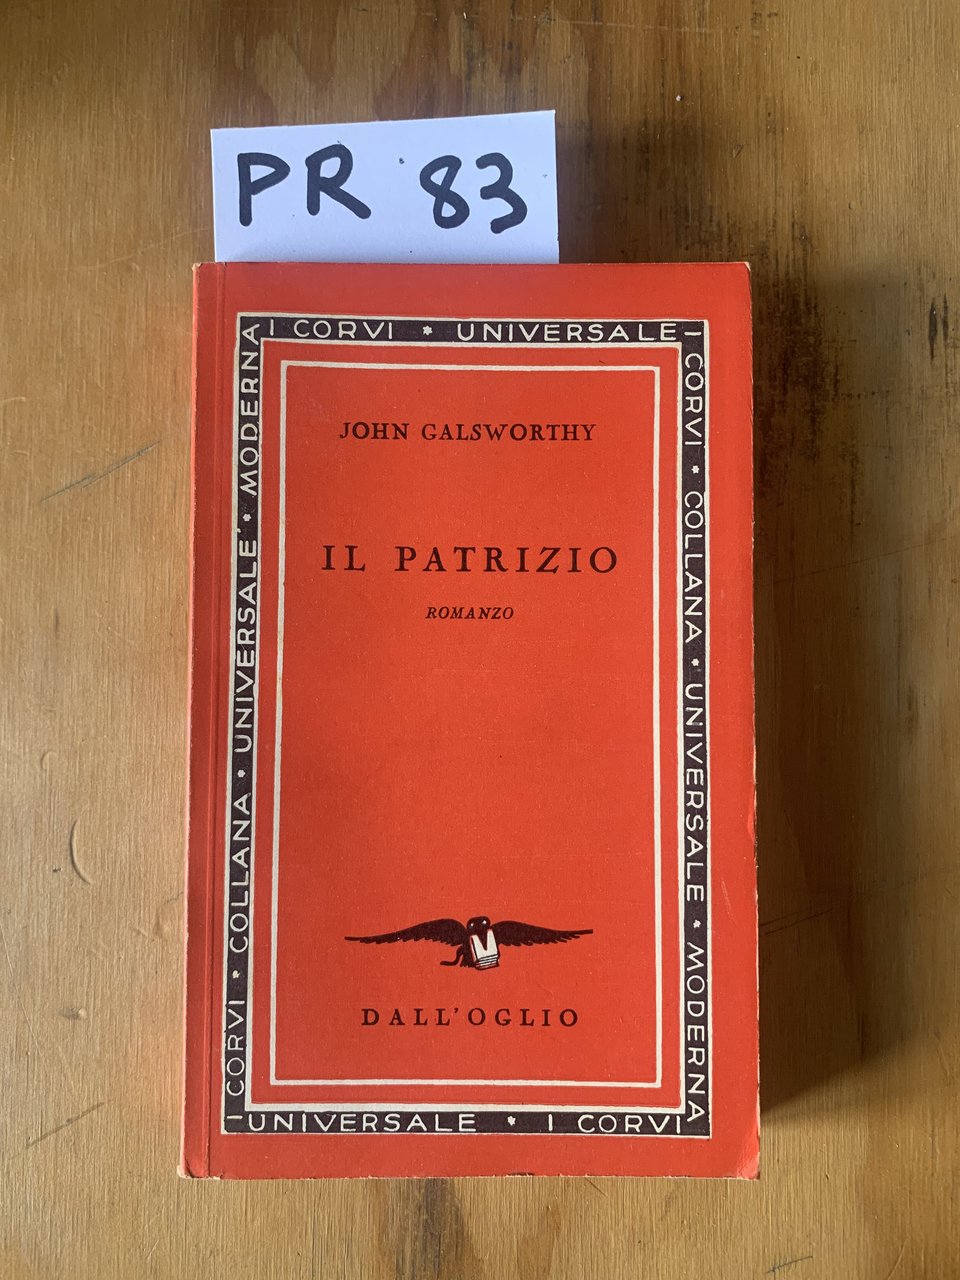 PR 83
I CORVI * UNIVERSALE
I CORVI * COLLANA * UNIVERSALE * MODERNA
I CORVI * COLLANA * UNIVERSALE * MODERNA
JOHN GALSWORTHY
IL PATRIZIO
ROMANZO
DALL'OGLIO
UNIVERSALE * I CORVI